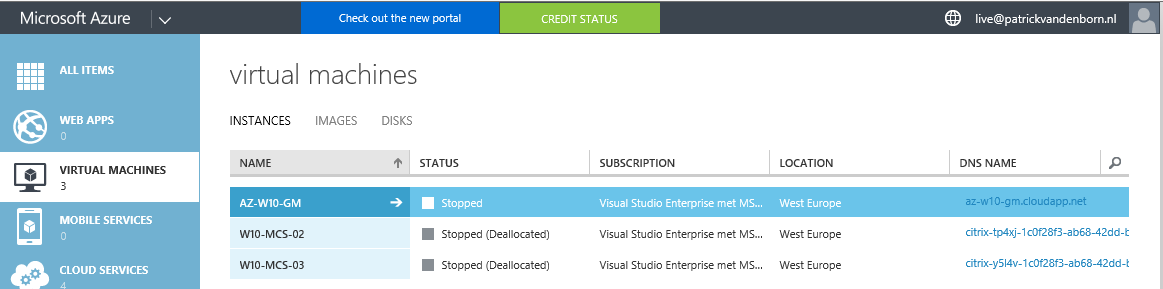 Microsoft Azure Check out the new portal CREDIT STATUS live@patrickvandenborn.nl
ALL ITEMS
WEB APPS
0
VIRTUAL MACHINES
3
MOBILE SERVICES
0
CLOUD SERVICES
4
virtual machines
INSTANCES IMAGES DISKS
NAME STATUS SUBSCRIPTION LOCATION DNS NAME
AZ-W10-GM Stopped Visual Studio Enterprise met MS... West Europe az-w10-gm.cloudapp.net
W10-MCS-02 Stopped (Deallocated) Visual Studio Enterprise met MS... West Europe citrix-tp4xj-1c0f28f3-ab68-42dd-b
W10-MCS-03 Stopped (Deallocated) Visual Studio Enterprise met MS... West Europe citrix-y5l4v-1c0f28f3-ab68-42dd-b